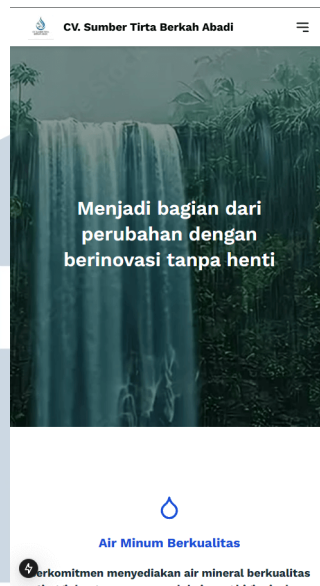 CV. Sumber Tirta Berkah Abadi
Menjadi bagian dari
perubahan dengan
berinovasi tanpa henti
Air Minum Berkualitas
erkomitmen menyediakan air mineral berkualitas